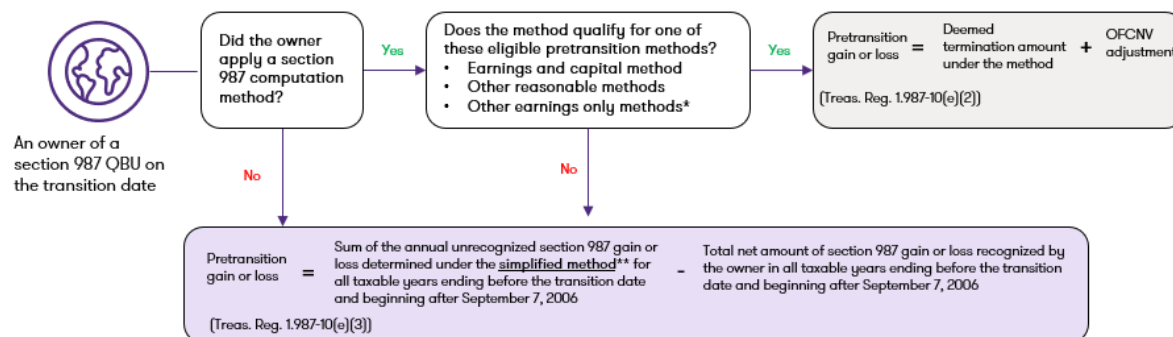 An owner of a
section 987 QBU on
the transition date
Did the owner
apply a section
987 computation
method?
Yes
No
Does the method qualify for one of
these eligible pretransition methods?
• Earnings and capital method
• Other reasonable methods
• Other earnings only methods*
Yes
No
Pretransition
gain or loss
=
Deemed
termination amount
under the method
+
OFCNV
adjustment
(Treas. Reg. 1.987-10(e)(2))
Pretransition
gain or loss
=
Sum of the annual unrecognized section 987 gain or
loss determined under the simplified method** for
all taxable years ending before the transition date
and beginning after September 7, 2006
-
Total net amount of section 987 gain or loss recognized by
the owner in all taxable years ending before the transition
date and beginning after September 7, 2006
(Treas. Reg. 1.987-10(e)(3))